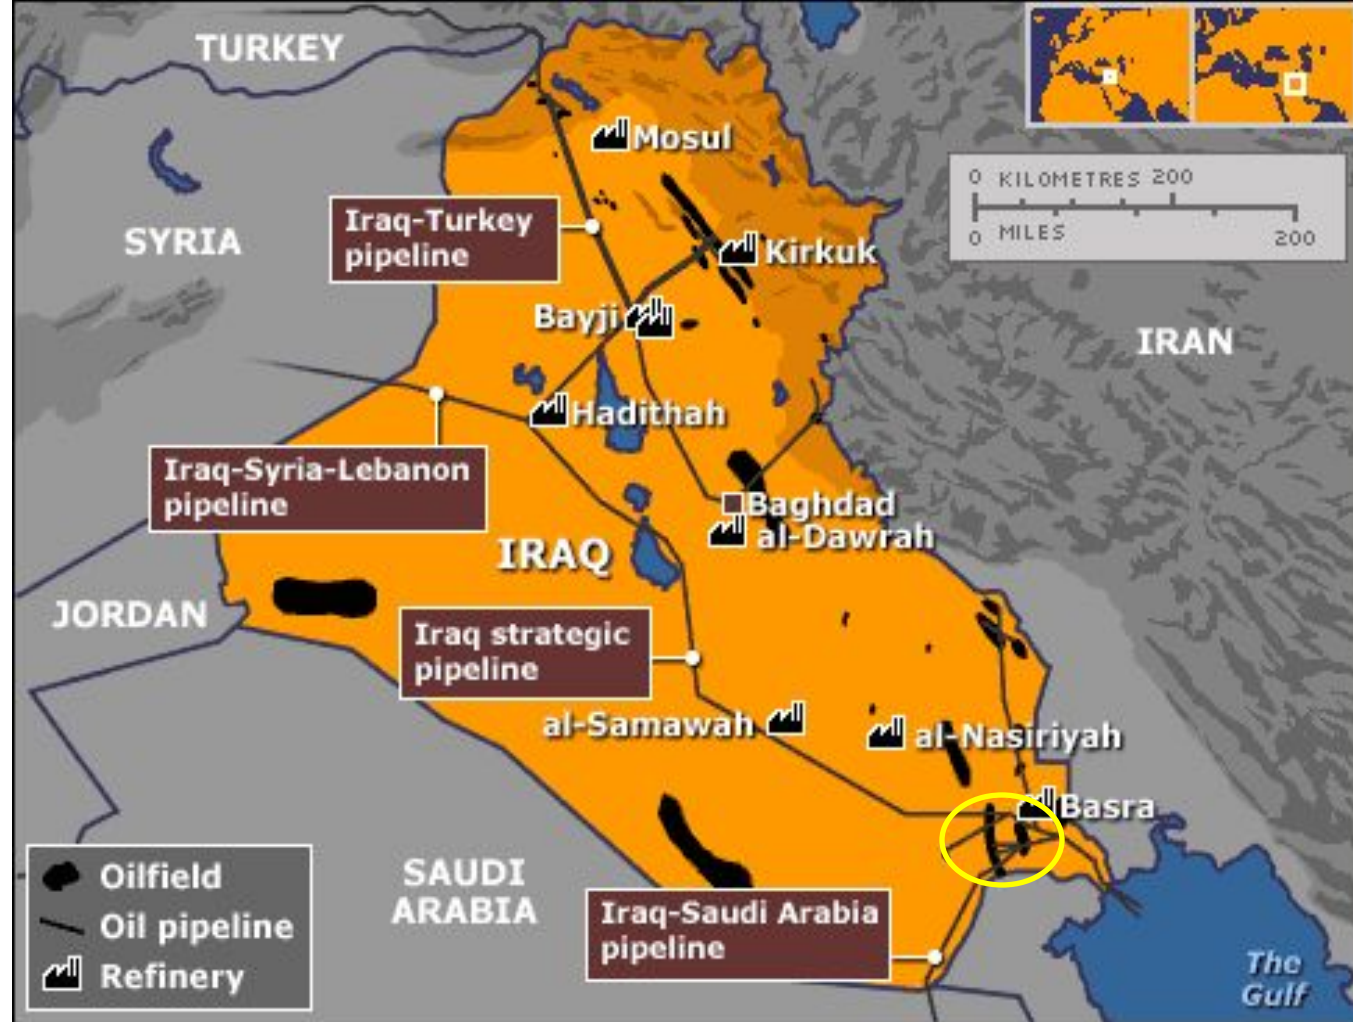 TURKEY
Mosul
0 KILOMETRES 200
0 MILES 200
Iraq-Turkey
pipeline
SYRIA
Kirkuk
Bayji
IRAN
Hadithah
Iraq-Syria-Lebanon
pipeline
Baghdad
al-Dawrah
IRAQ
JORDAN
Iraq strategic
pipeline
al-Samawah
al-Nasiriyah
Basra
SAUDI
ARABIA
Iraq-Saudi Arabia
pipeline
Oilfield
Oil pipeline
Refinery
The
Gulf